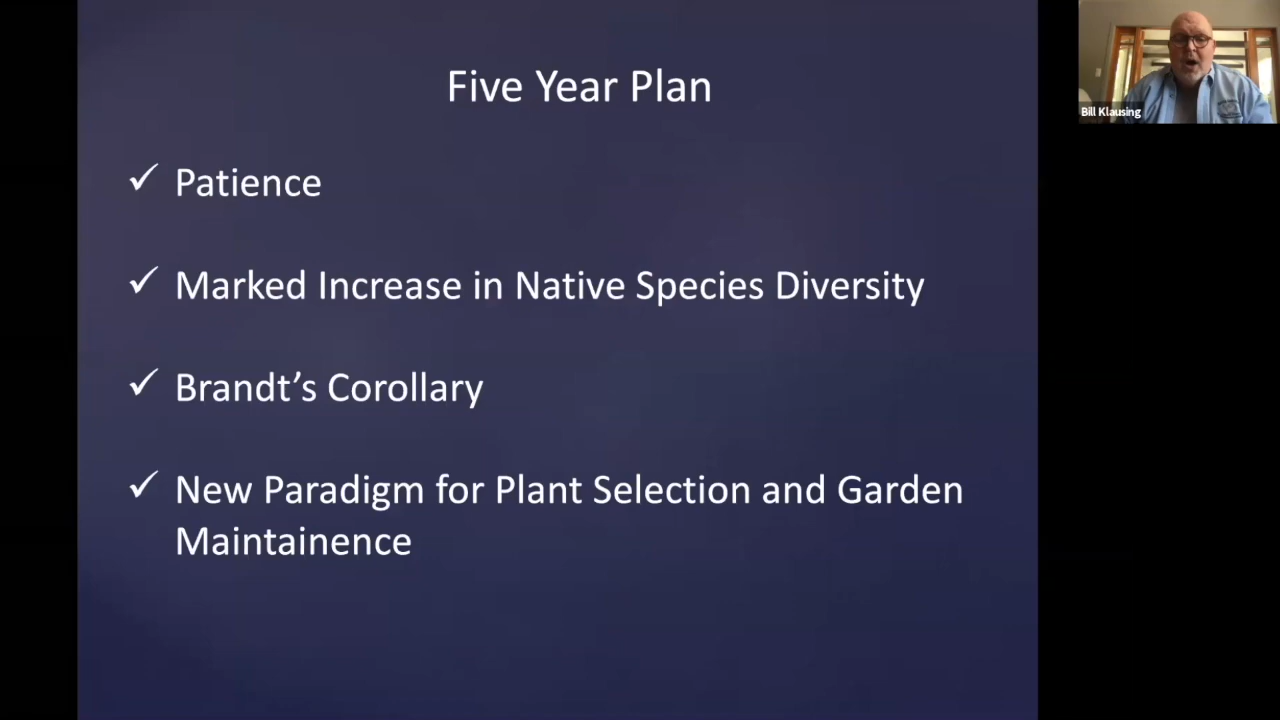 Five Year Plan
✓ Patience
✓ Marked Increase in Native Species Diversity
✓ Brandt’s Corollary
✓ New Paradigm for Plant Selection and Garden
Maintainence
Bill Klausing